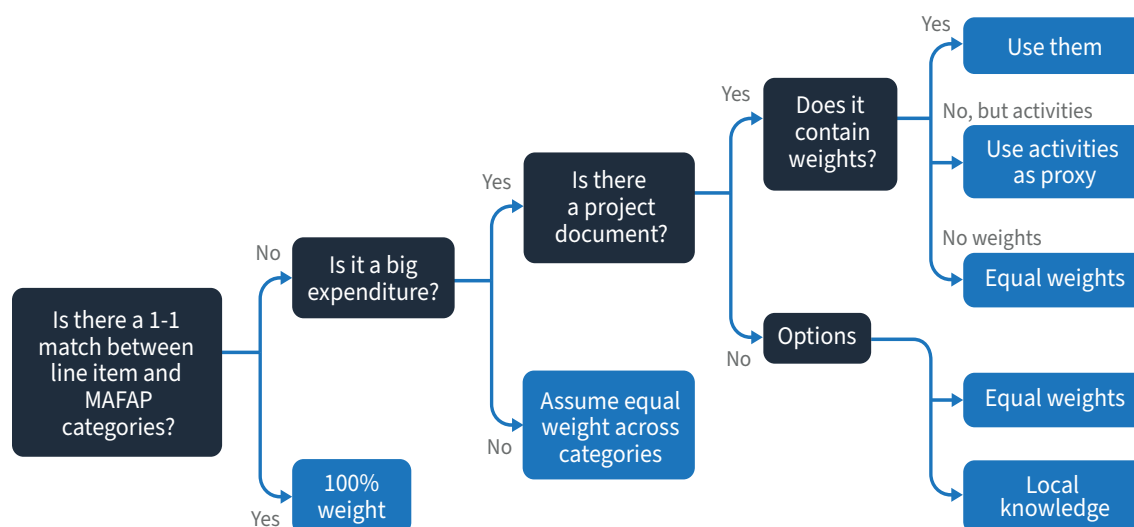 Is there a 1-1
match between
line item and
MAFAP
categories?
No
Yes
Is it a big
expenditure?
100%
weight
Yes
No
Is there
a project
document?
Assume equal
weight across
categories
Yes
No
Does it
contain
weights?
Options
Yes
Use them
No, but activities
Use activities
as proxy
No weights
Equal weights
Equal weights
Local
knowledge